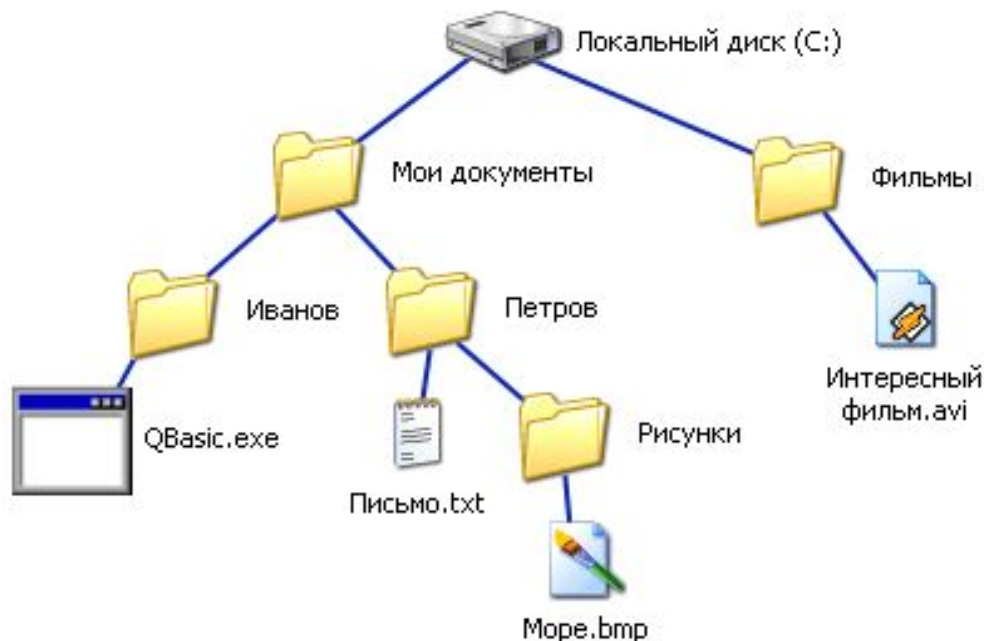 Локальный диск (C:)
Мои документы
Фильмы
Иванов
Петров
Интересный
фильм.avi
QBasic.exe
Рисунки
Письмо.txt
Море.bmp